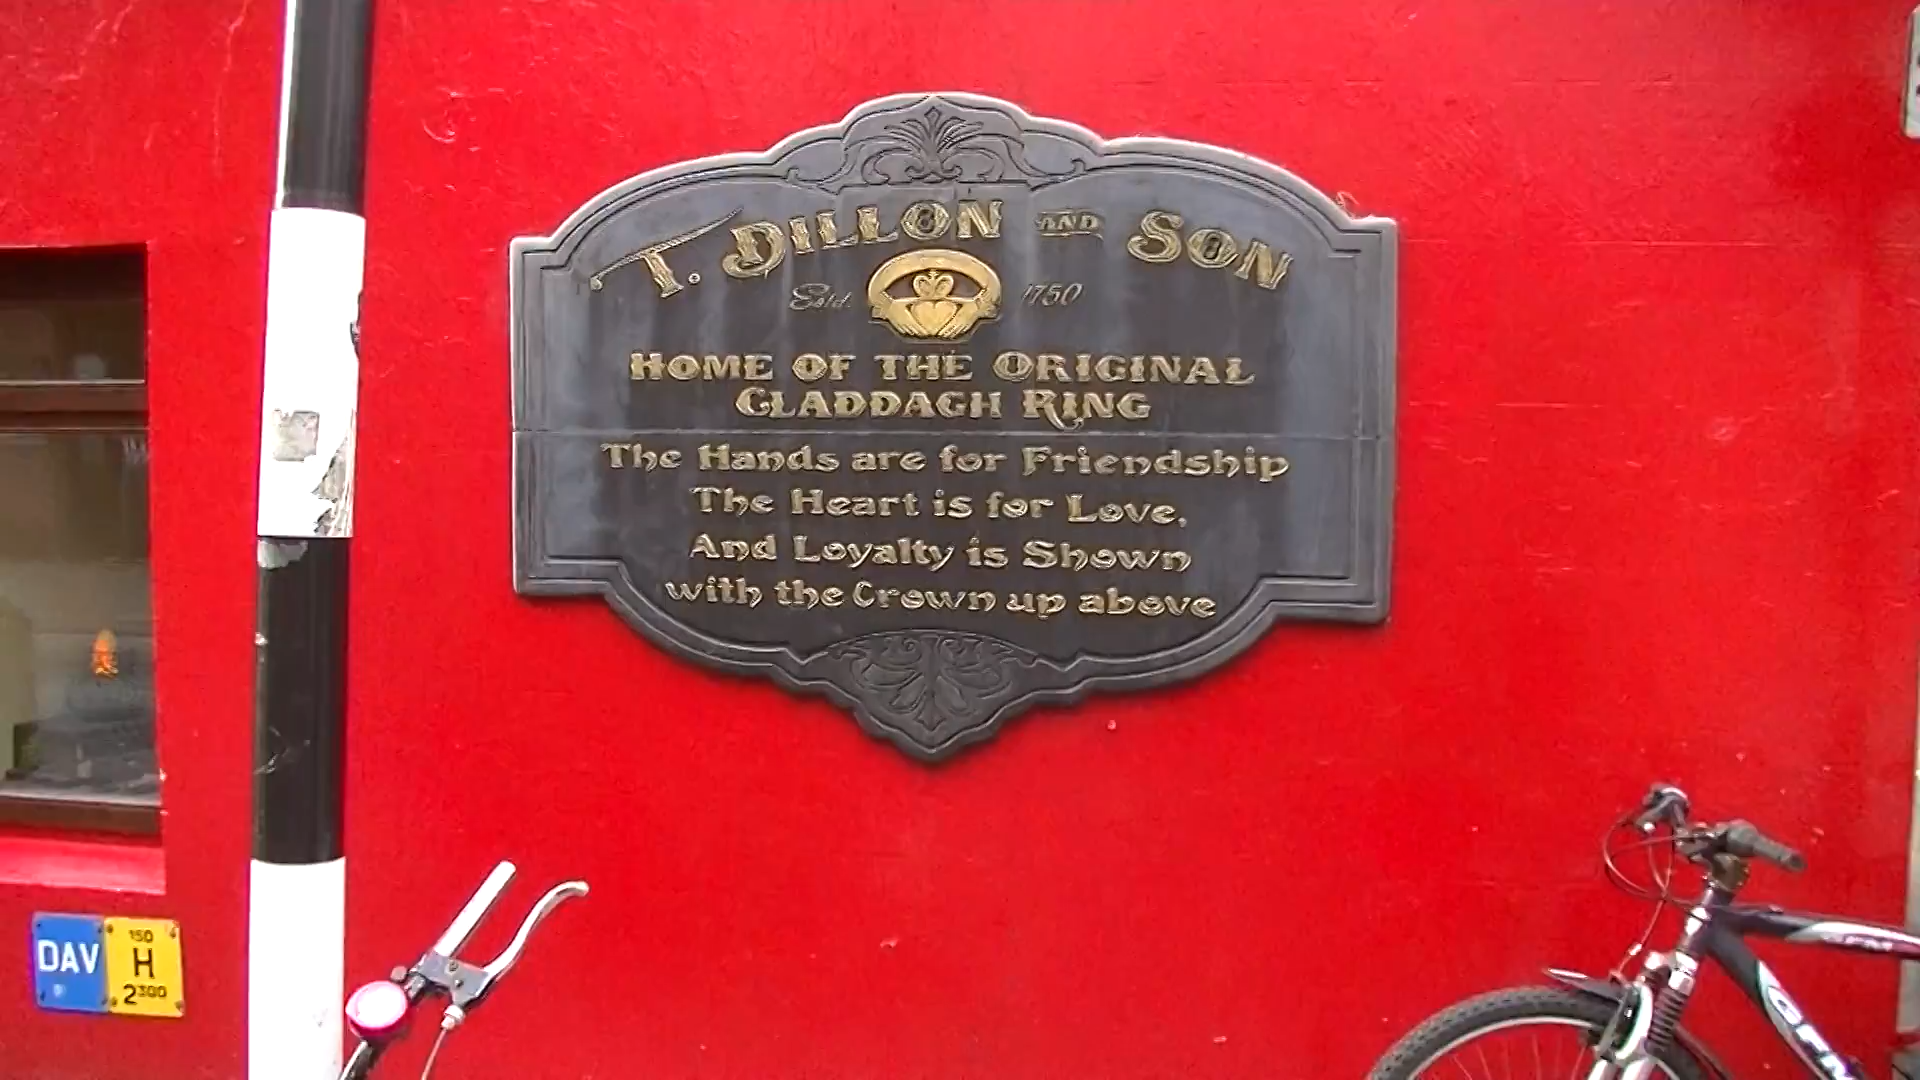 T. DILLON AND SON
Estd. 1750
HOME OF THE ORIGINAL
CLADDAGH RING
The Hands are for Friendship
The Heart is for Love,
And Loyalty is Shown
with the Crown up above
DAV
150
H
2300